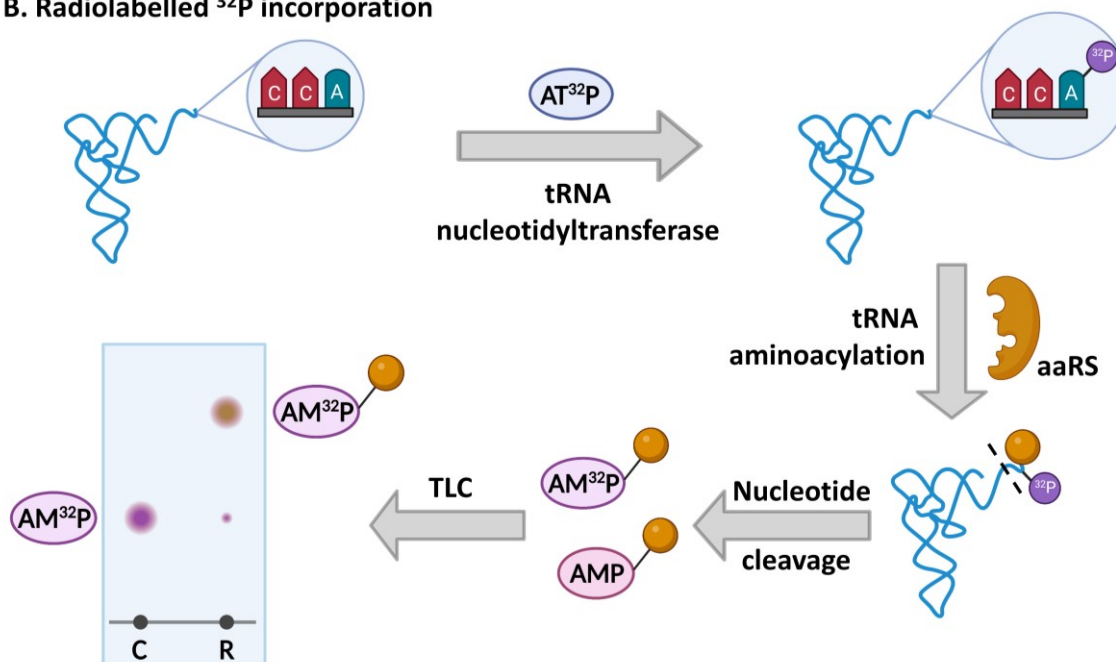 B. Radiolabelled ³²P incorporation
C C A
AT³²P
tRNA
nucleotidyltransferase
C C A ³²P
tRNA
aminoacylation
aaRS
³²P
Nucleotide
cleavage
AM³²P
AMP
TLC
AM³²P
AM³²P
C R